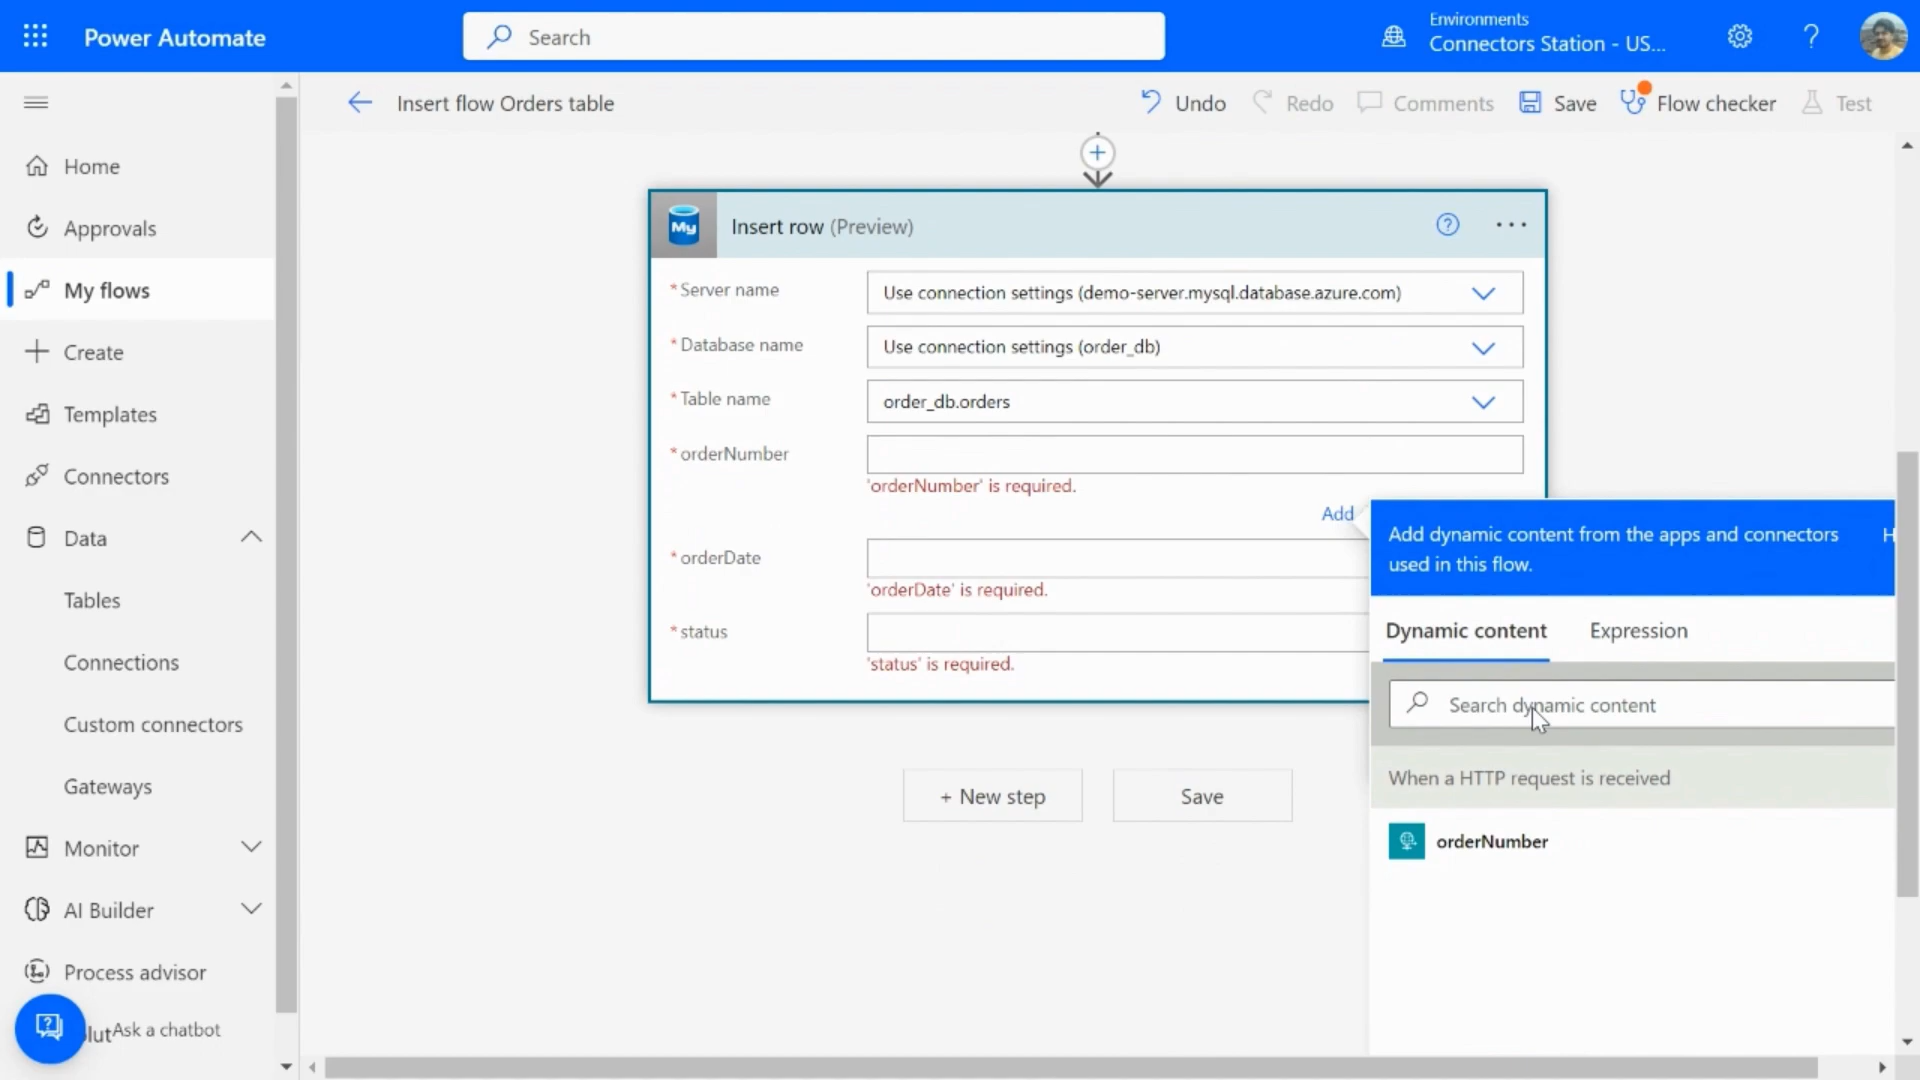 Power Automate
Search
Environments
Connectors Station - US...
?
Insert flow Orders table
Undo
Redo
Comments
Save
Flow checker
Test
Home
Approvals
My flows
Create
Templates
Connectors
Data
Tables
Connections
Custom connectors
Gateways
Monitor
AI Builder
Process advisor
Ask a chatbot
My
Insert row (Preview)
*Server name
Use connection settings (demo-server.mysql.database.azure.com)
*Database name
Use connection settings (order_db)
*Table name
order_db.orders
*orderNumber
'orderNumber' is required.
Add
*orderDate
'orderDate' is required.
*status
'status' is required.
+ New step
Save
Add dynamic content from the apps and connectors
used in this flow.
Dynamic content
Expression
Search dynamic content
When a HTTP request is received
orderNumber